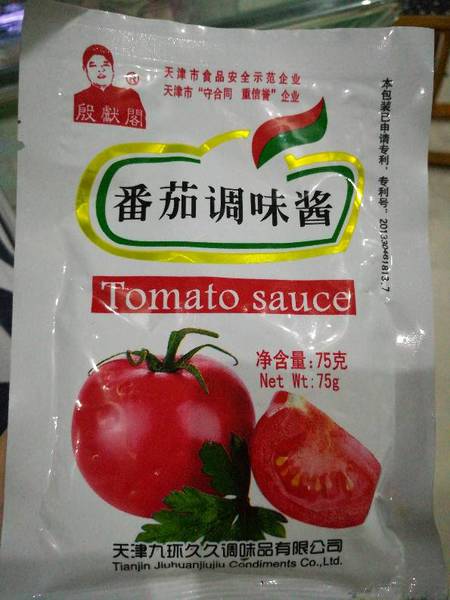 天津市食品安全示范企业
天津市“守合同 重信誉”企业
殷献阁
本包装已申请专利,专利号:201330461813.7
番茄调味酱
Tomato sauce
净含量:75克
Net Wt:75g
天津九环久久调味品有限公司
Tianjin Jiuhuanjiujiu Condiments Co.,Ltd.